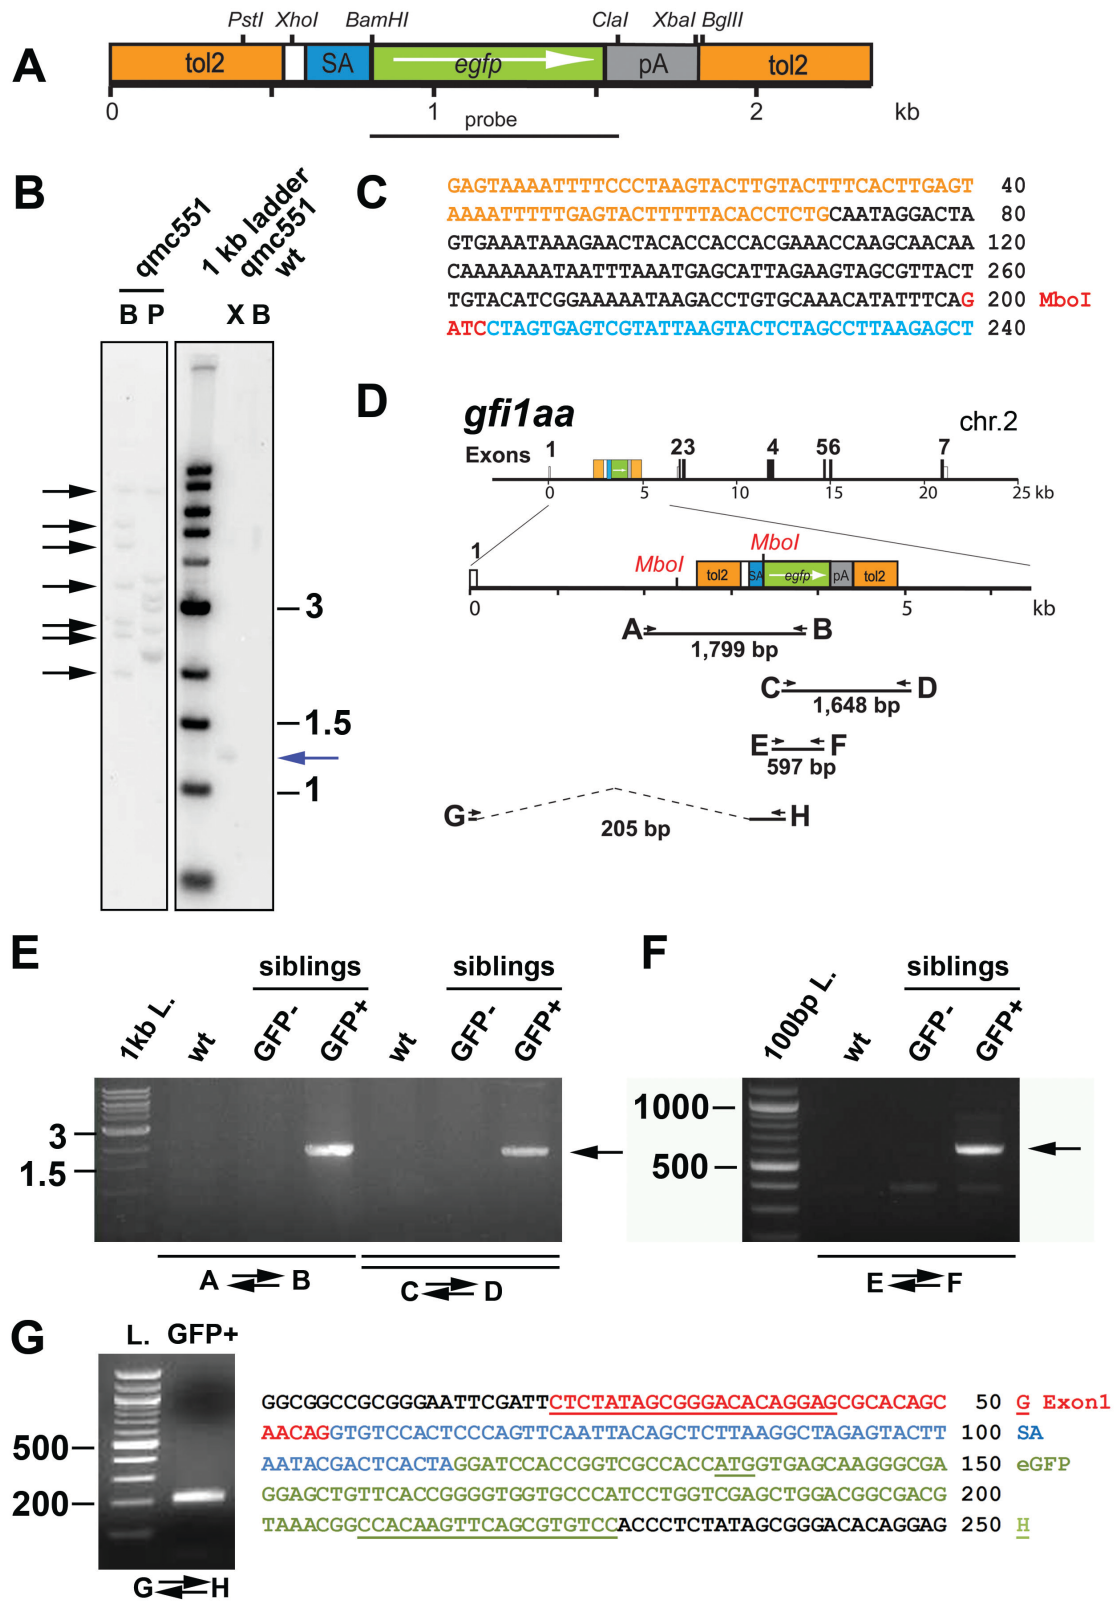 A
PstI XhoI BamHI ClaI XbaI BglII
tol2 SA egfp pA tol2
0 1 2 kb
probe
B
qmc551
1 kb ladder
qmc551
wt
B P X B
3
1.5
1
C
GAGTAAAATTTTCCCTAAGTACTTGTACTTTCACTTGAGT 40
AAAATTTTTGAGTACTTTTTACACCTCTGCAATAGGACTA 80
GTGAAATAAAGAACTACACCACCACGAAACCAAGCAACAA 120
CAAAAAAATAATTTAAATGAGCATTAGAAGTAGCGTTACT 260
TGTACATCGGAAAAATAAGACCTGTGCAAACATATTTCAG 200 MboI
ATCCTAGTGAGTCGTATTAAGTACTCTAGCCTTAAGAGCT 240
D
gfi1aa chr.2
Exons 1 2 3 4 5 6 7
0 5 10 15 20 25 kb
1 MboI MboI
tol2 SA egfp pA tol2
0 5 kb
A B
1,799 bp
C D
1,648 bp
E F
597 bp
G H
205 bp
E
siblings siblings
1kb L. wt GFP- GFP+ wt GFP- GFP+
3
1.5
A B
C D
F
siblings
100bp L. wt GFP- GFP+
1000
500
E F
G
L. GFP+
500
200
G H
GGCGGCCGCGGGAATTCGATTCTCTATAGCGGGACACAGGAGCGCACAGC 50 G Exon1
AACAGGTGTCCACTCCCAGTTCAATTACAGCTCTTAAGGCTAGAGTACTT 100 SA
AATACGACTCACTAGGATCCACCGGTCGCCACCATGGTGAGCAAGGGCGA 150 eGFP
GGAGCTGTTCACCGGGGTGGTGCCCATCCTGGTCGAGCTGGACGGCGACG 200
TAAACGGCCACAAGTTCAGCGTGTCCACCCTCTATAGCGGGACACAGGAG 250 H